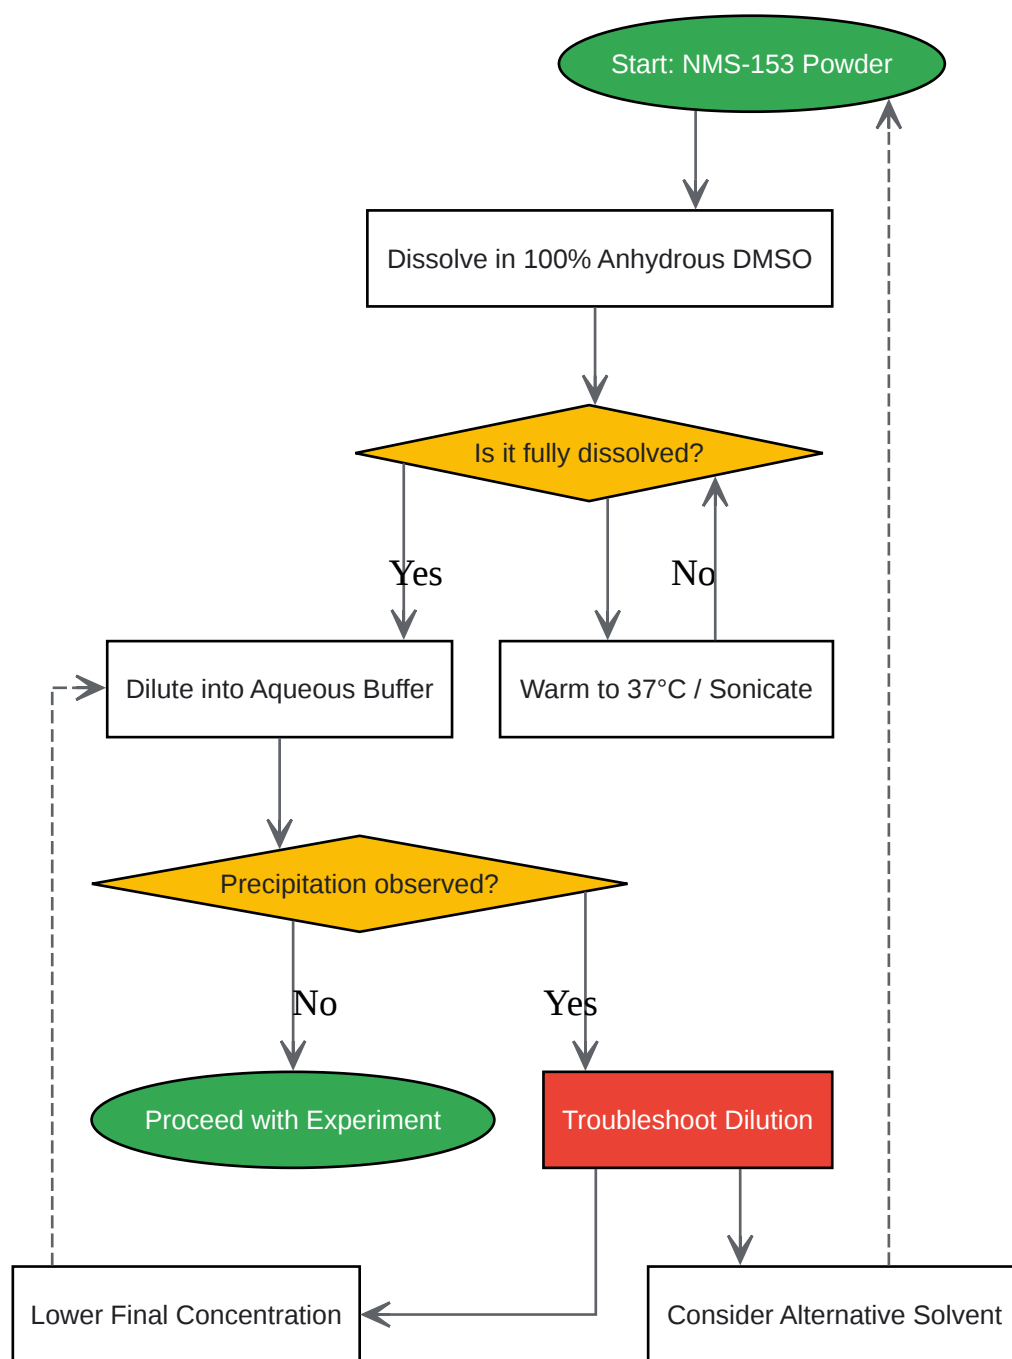 Start: NMS-153 Powder
Dissolve in 100% Anhydrous DMSO
Is it fully dissolved?
Yes
No
Dilute into Aqueous Buffer
Warm to 37°C / Sonicate
Precipitation observed?
No
Yes
Proceed with Experiment
Troubleshoot Dilution
Lower Final Concentration
Consider Alternative Solvent